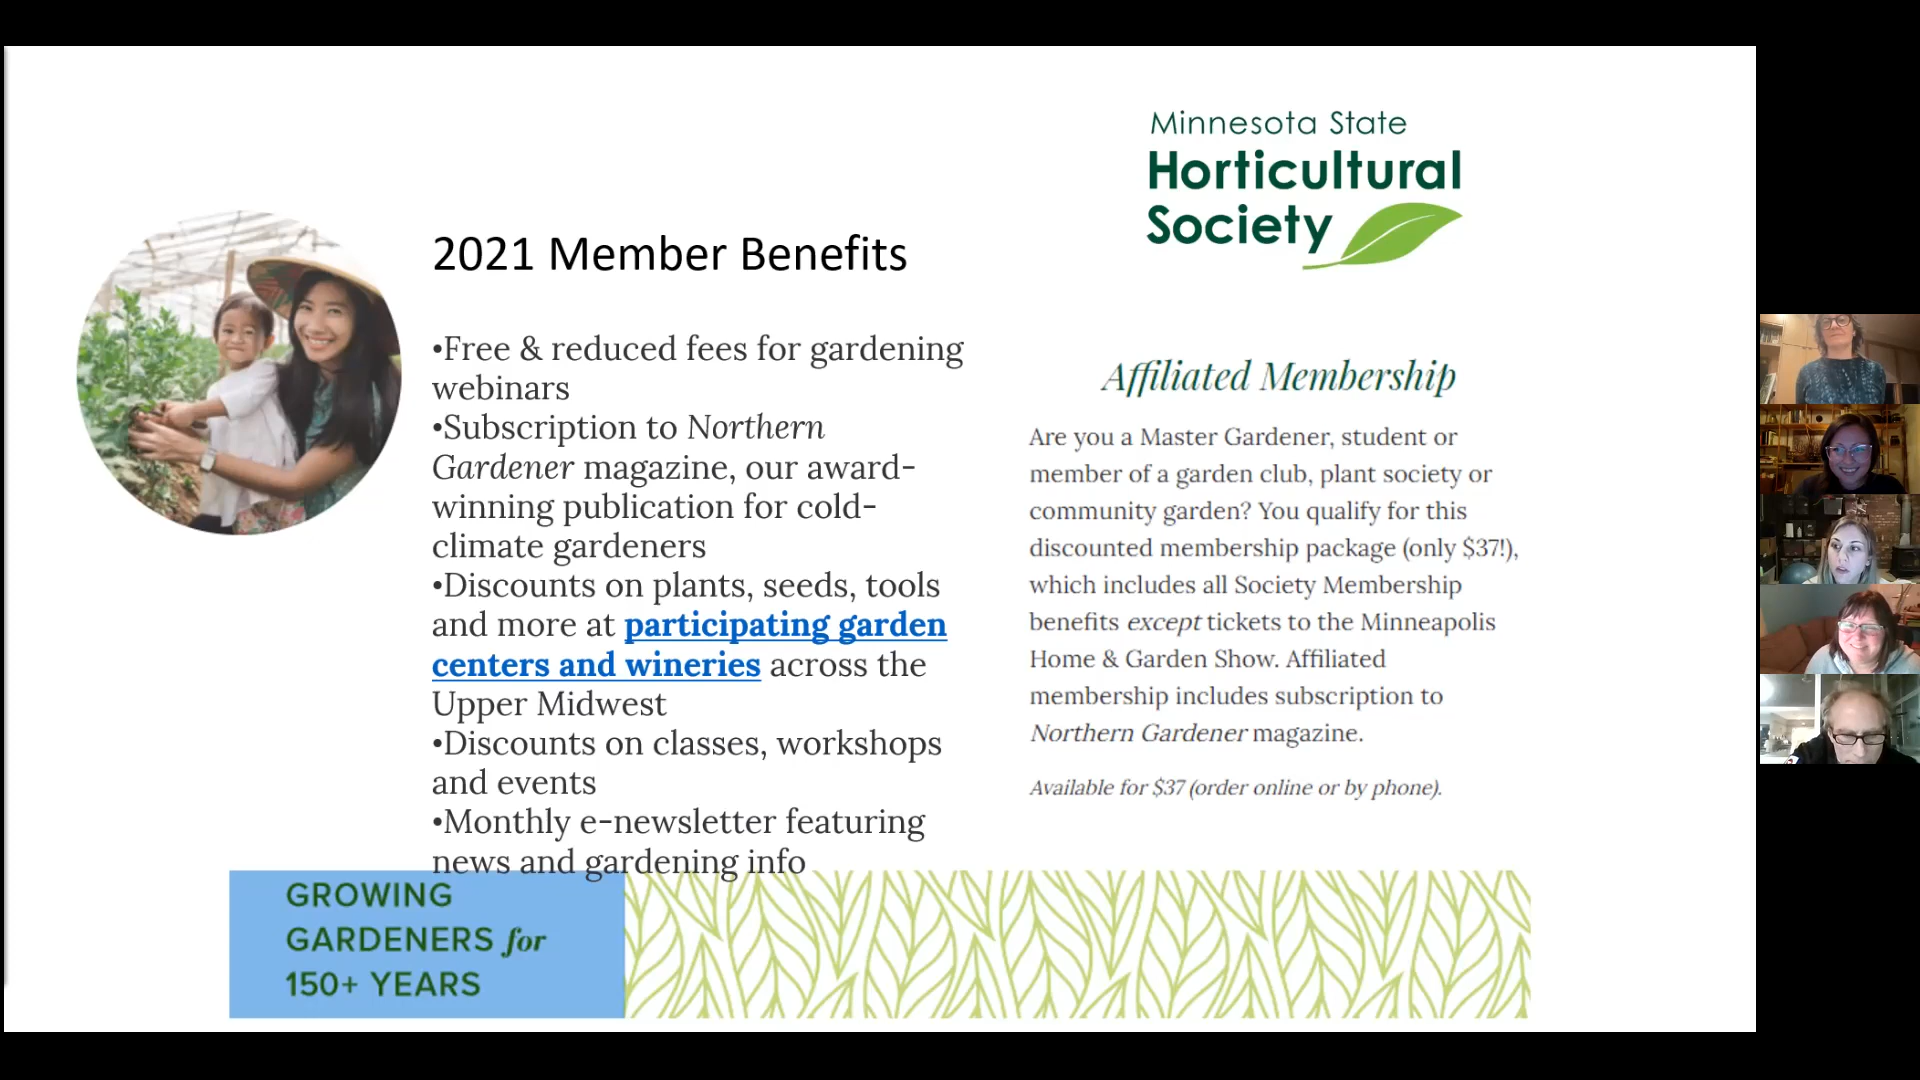 Minnesota State
Horticultural
Society
2021 Member Benefits
•Free & reduced fees for gardening
webinars
•Subscription to Northern
Gardener magazine, our award-
winning publication for cold-
climate gardeners
•Discounts on plants, seeds, tools
and more at participating garden
centers and wineries across the
Upper Midwest
•Discounts on classes, workshops
and events
•Monthly e-newsletter featuring
news and gardening info
Affiliated Membership
Are you a Master Gardener, student or
member of a garden club, plant society or
community garden? You qualify for this
discounted membership package (only $37!),
which includes all Society Membership
benefits except tickets to the Minneapolis
Home & Garden Show. Affiliated
membership includes subscription to
Northern Gardener magazine.
Available for $37 (order online or by phone).
GROWING
GARDENERS for
150+ YEARS